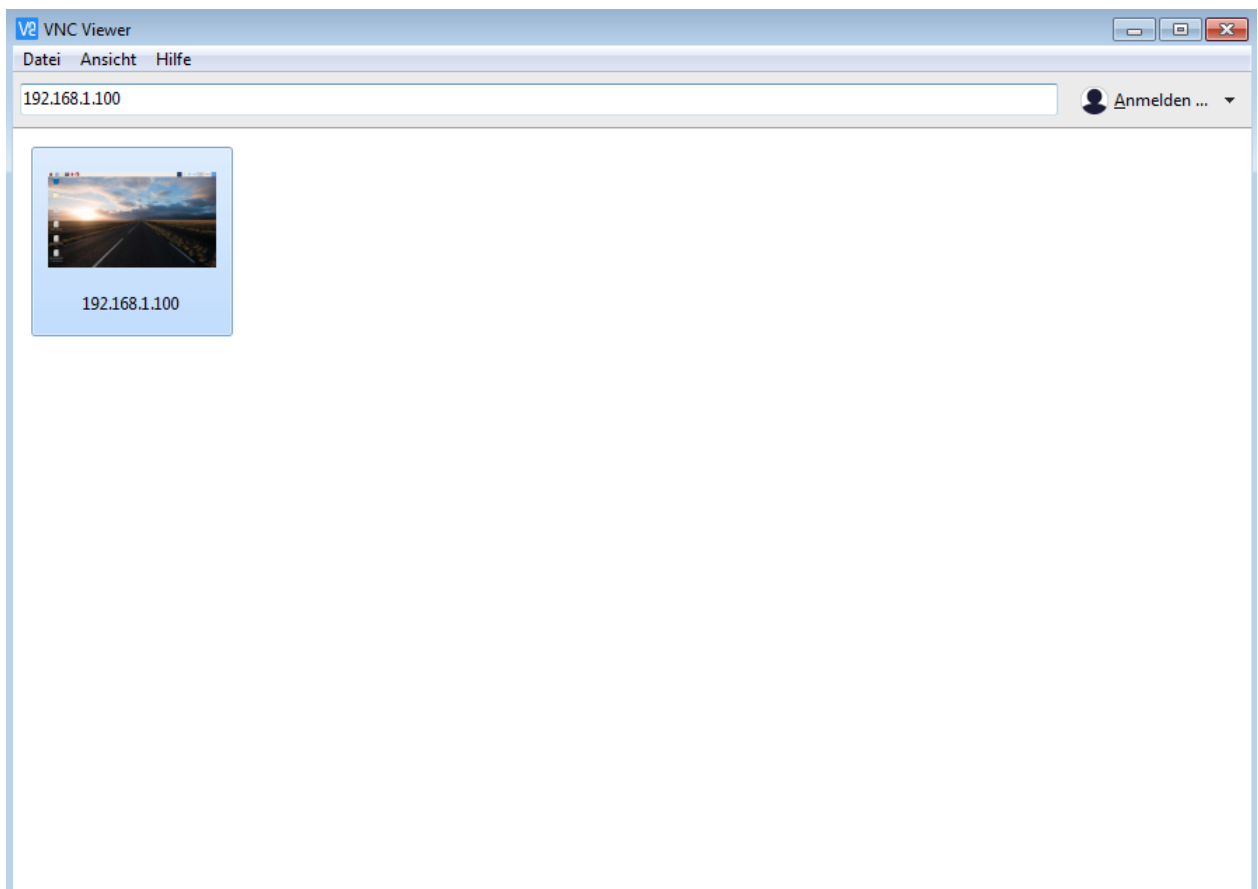 VNC Viewer
Datei Ansicht Hilfe
192.168.1.100
Anmelden ...
192.168.1.100